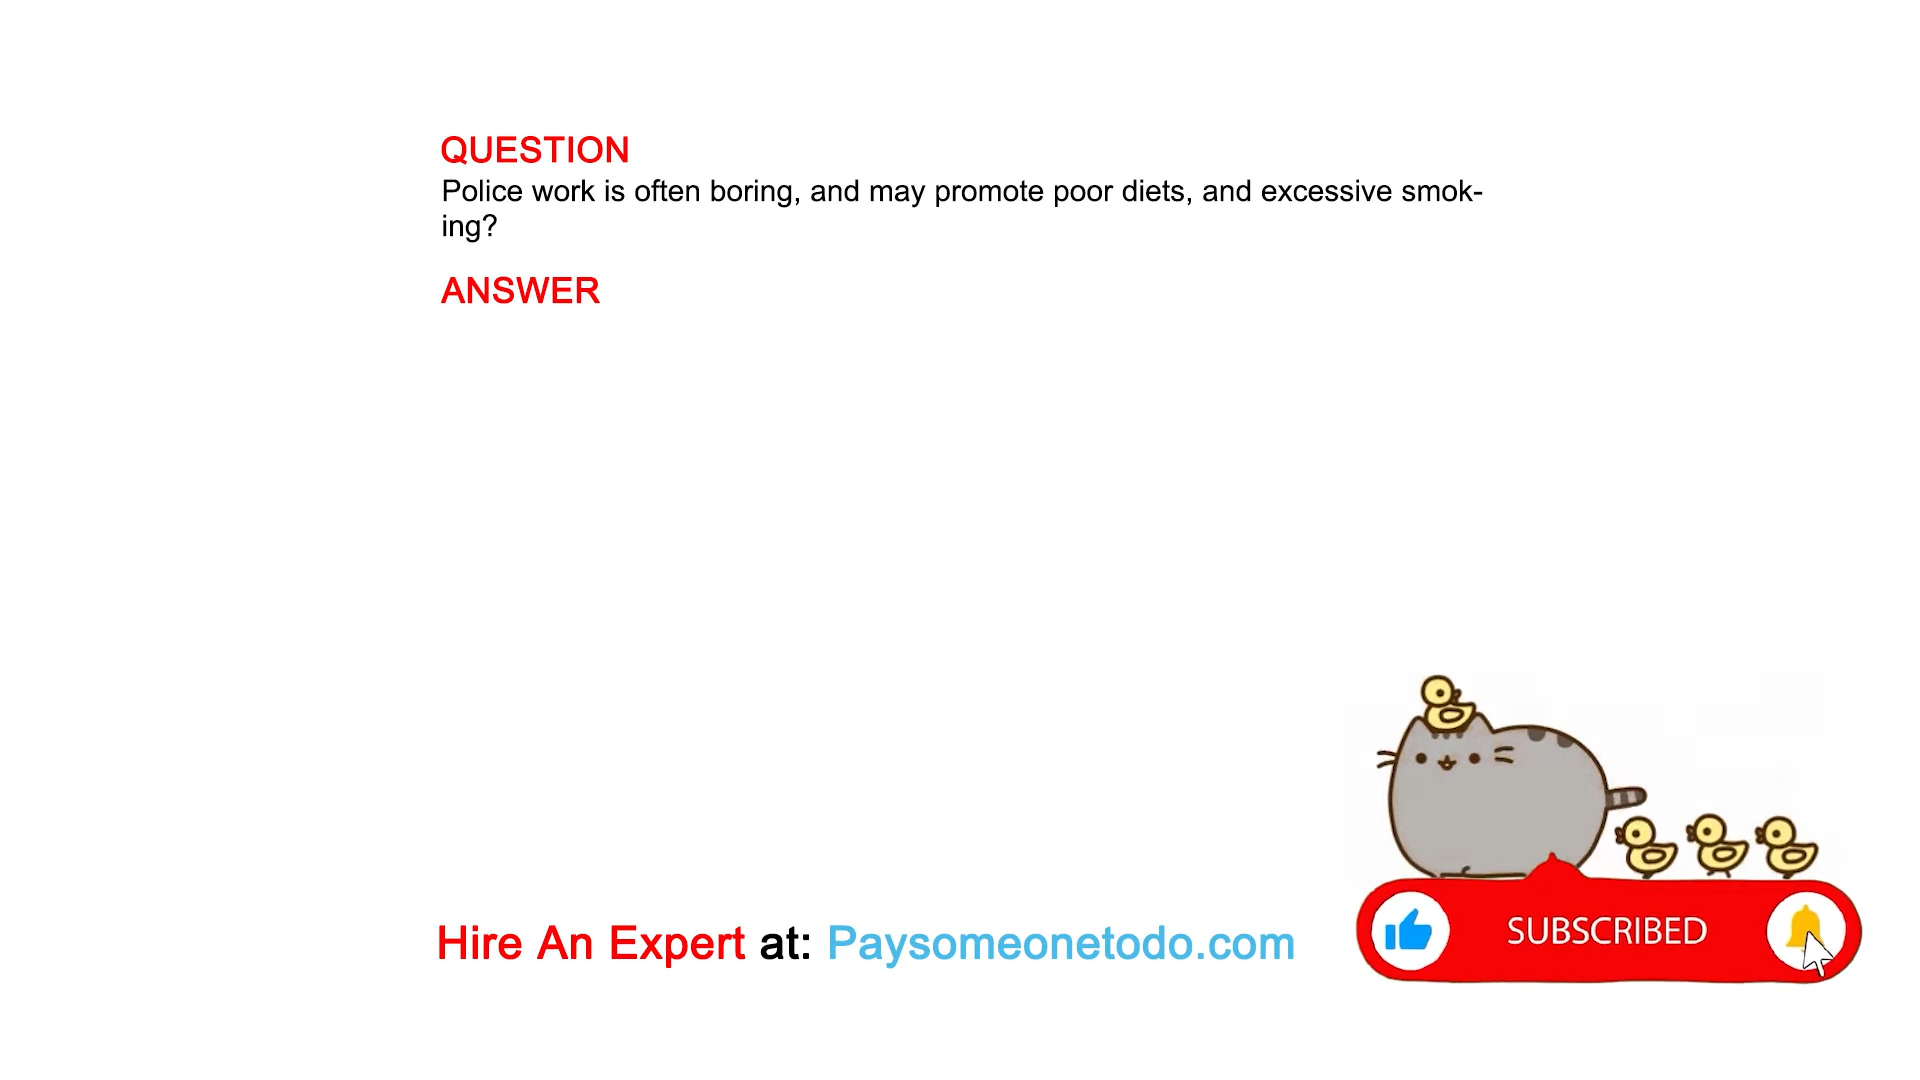 QUESTION
Police work is often boring, and may promote poor diets, and excessive smok-
ing?
ANSWER
Hire An Expert at: Paysomeonetodo.com
SUBSCRIBED